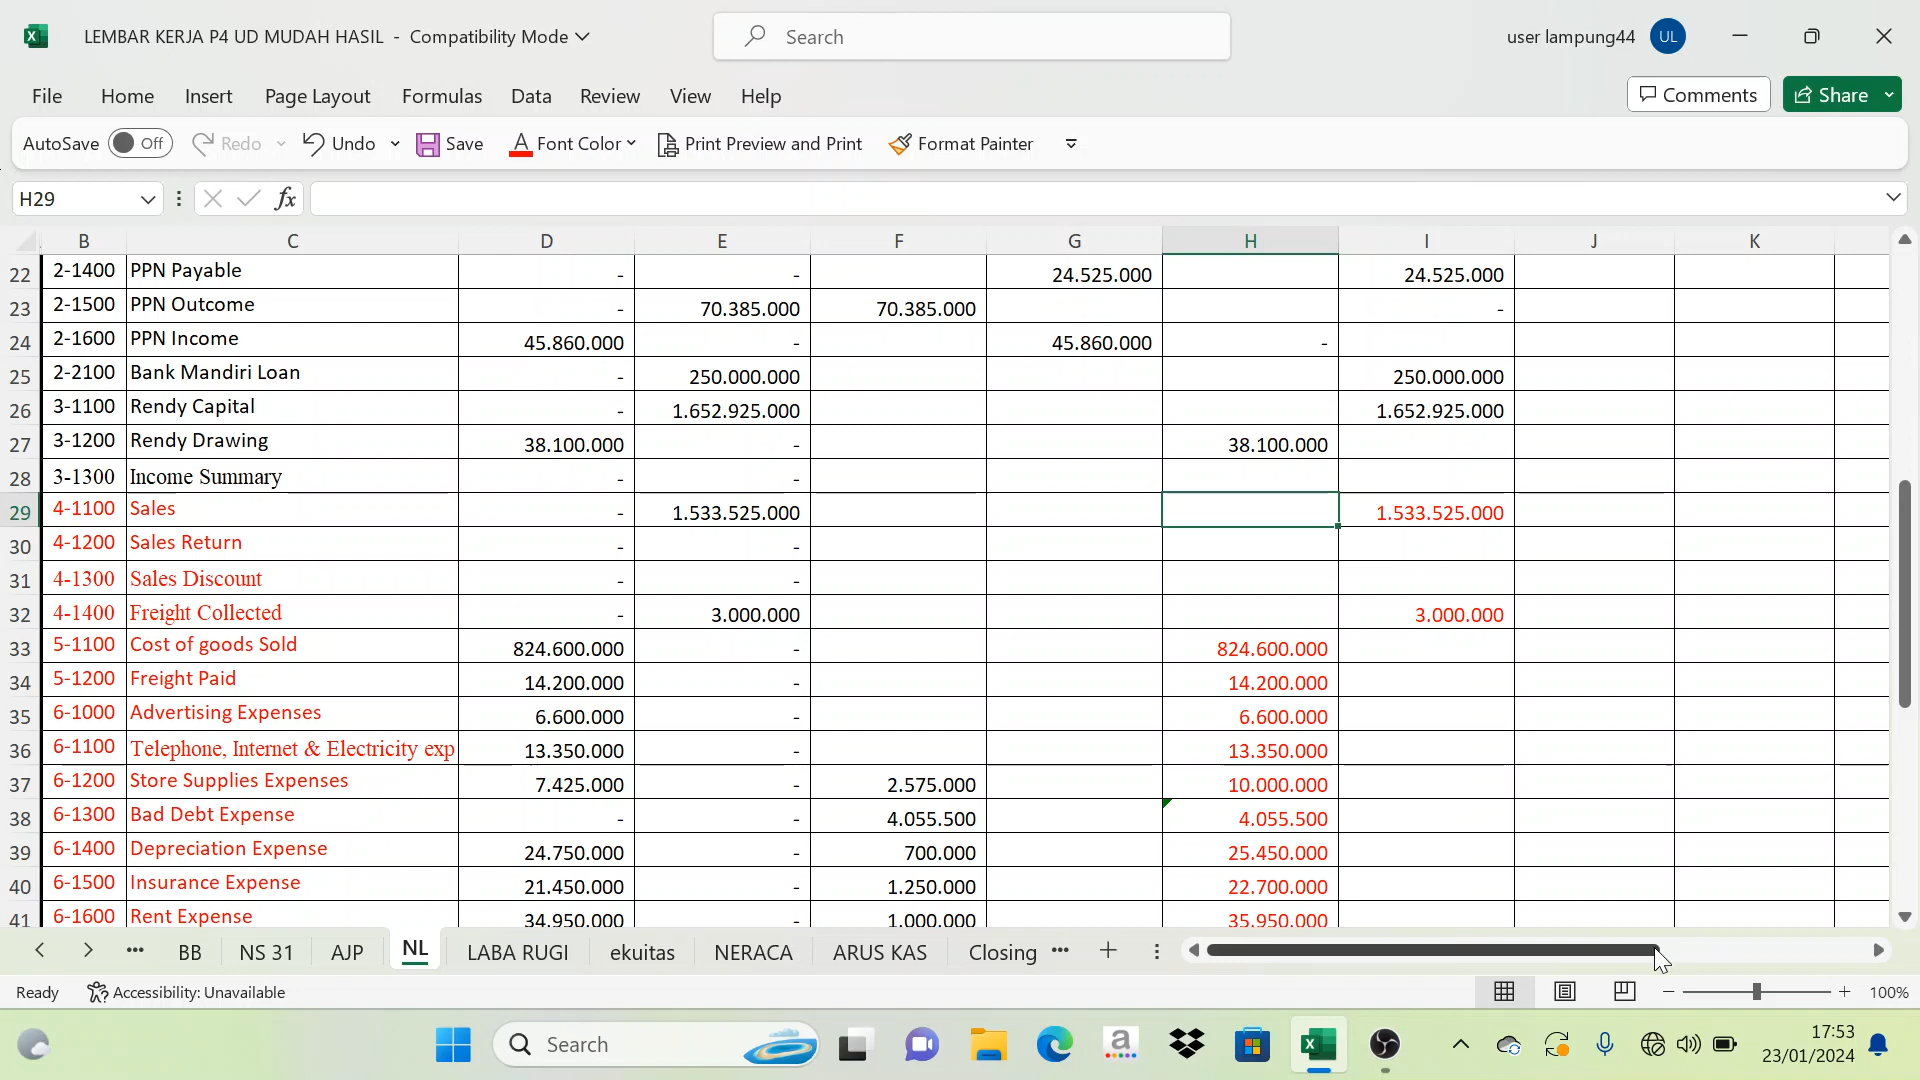 LEMBAR KERJA P4 UD MUDAH HASIL - Compatibility Mode
Search
user lampung44 UL
File Home Insert Page Layout Formulas Data Review View Help
Comments Share
AutoSave Off Redo Undo Save Font Color Print Preview and Print Format Painter
H29 fx
B C D E F G H I J K
22 2-1400 PPN Payable - - 24.525.000 24.525.000
23 2-1500 PPN Outcome - 70.385.000 70.385.000 -
24 2-1600 PPN Income 45.860.000 - 45.860.000 -
25 2-2100 Bank Mandiri Loan - 250.000.000 250.000.000
26 3-1100 Rendy Capital - 1.652.925.000 1.652.925.000
27 3-1200 Rendy Drawing 38.100.000 - 38.100.000
28 3-1300 Income Summary - -
29 4-1100 Sales - 1.533.525.000 1.533.525.000
30 4-1200 Sales Return - -
31 4-1300 Sales Discount - -
32 4-1400 Freight Collected - 3.000.000 3.000.000
33 5-1100 Cost of goods Sold 824.600.000 - 824.600.000
34 5-1200 Freight Paid 14.200.000 - 14.200.000
35 6-1000 Advertising Expenses 6.600.000 - 6.600.000
36 6-1100 Telephone, Internet & Electricity exp 13.350.000 - 13.350.000
37 6-1200 Store Supplies Expenses 7.425.000 - 2.575.000 10.000.000
38 6-1300 Bad Debt Expense - - 4.055.500 4.055.500
39 6-1400 Depreciation Expense 24.750.000 - 700.000 25.450.000
40 6-1500 Insurance Expense 21.450.000 - 1.250.000 22.700.000
41 6-1600 Rent Expense 34.950.000 - 1.000.000 35.950.000
BB NS 31 AJP NL LABA RUGI ekuitas NERACA ARUS KAS Closing
Ready Accessibility: Unavailable 100%
Search
17:53
23/01/2024